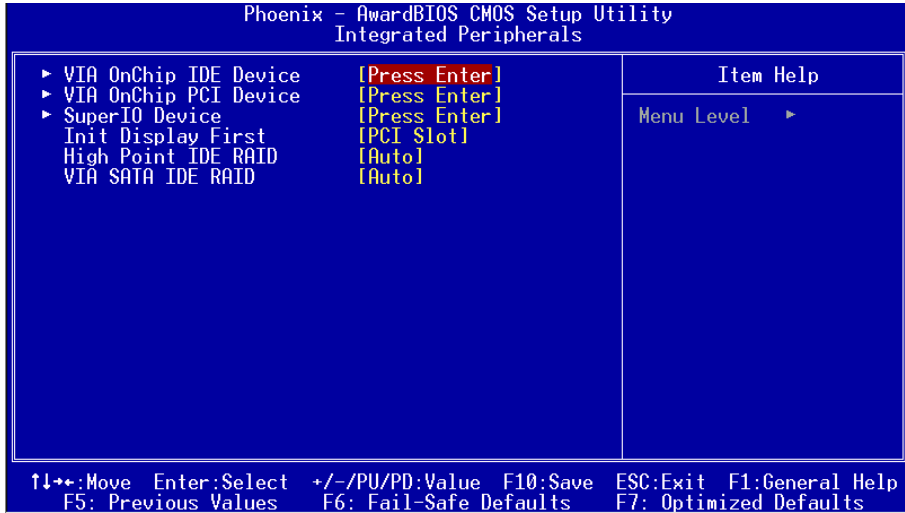 Phoenix - AwardBIOS CMOS Setup Utility
Integrated Peripherals
► VIA OnChip IDE Device [Press Enter]
► VIA OnChip PCI Device [Press Enter]
► SuperIO Device [Press Enter]
Init Display First [PCI Slot]
High Point IDE RAID [Auto]
VIA SATA IDE RAID [Auto]
Item Help
Menu Level ►
↑↓→←:Move Enter:Select +/-/PU/PD:Value F10:Save ESC:Exit F1:General Help
F5: Previous Values F6: Fail-Safe Defaults F7: Optimized Defaults